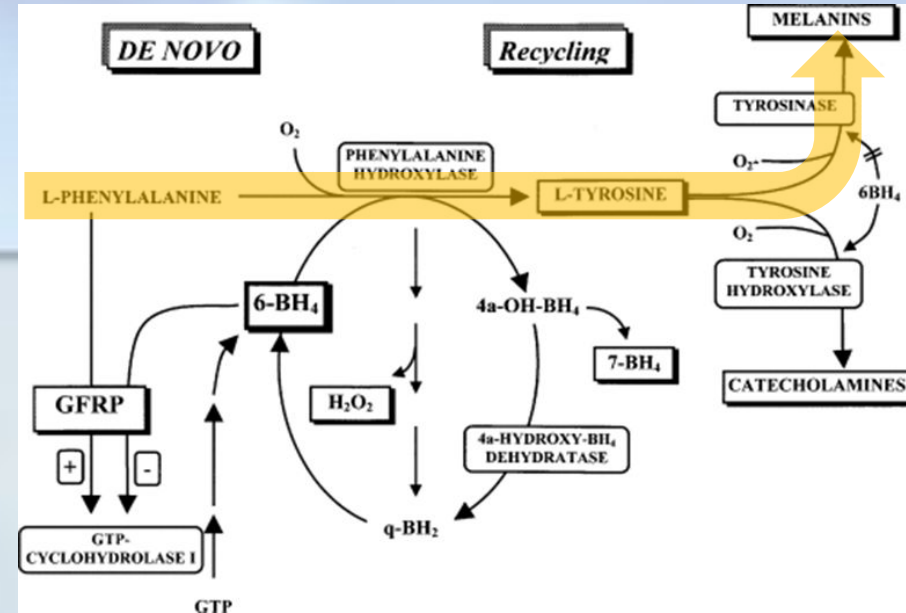 MELANINS
DE NOVO
Recycling
TYROSINASE
O₂
PHENYLALANINE
HYDROXYLASE
O₂⁻
L-PHENYLALANINE
L-TYROSINE
6BH₄
O₂
TYROSINE
HYDROXYLASE
6-BH₄
4a-OH-BH₄
7-BH₄
CATECHOLAMINES
GFRP
H₂O₂
4a-HYDROXY-BH₄
DEHYDRATASE
+
-
q-BH₂
GTP-
CYCLOHYDROLASE I
GTP